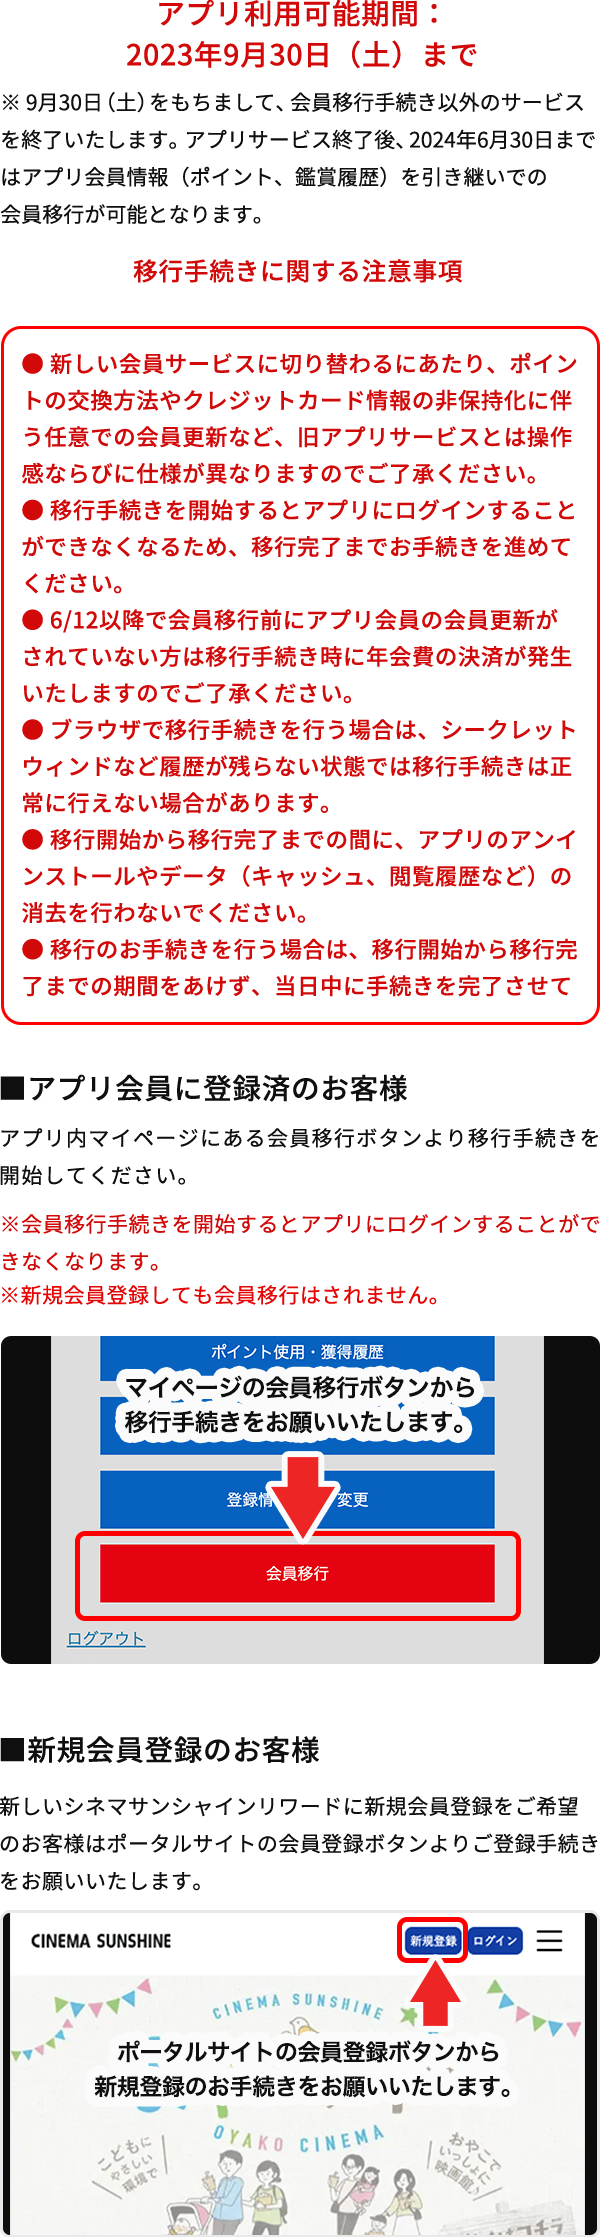 アプリ利用可能期間：
2023年9月30日（土）まで
※ 9月30日（土）をもちまして、会員移行手続き以外のサービス
を終了いたします。アプリサービス終了後、2024年6月30日まで
はアプリ会員情報（ポイント、鑑賞履歴）を引き継いでの
会員移行が可能となります。
移行手続きに関する注意事項
● 新しい会員サービスに切り替わるにあたり、ポイン
トの交換方法やクレジットカード情報の非保持化に伴
う任意での会員更新など、旧アプリサービスとは操作
感ならびに仕様が異なりますのでご了承ください。
● 移行手続きを開始するとアプリにログインすること
ができなくなるため、移行完了までお手続きを進めて
ください。
● 6/12以降で会員移行前にアプリ会員の会員更新が
されていない方は移行手続き時に年会費の決済が発生
いたしますのでご了承ください。
● ブラウザで移行手続きを行う場合は、シークレット
ウィンドなど履歴が残らない状態では移行手続きは正
常に行えない場合があります。
● 移行開始から移行完了までの間に、アプリのアンイ
ンストールやデータ（キャッシュ、閲覧履歴など）の
消去を行わないでください。
● 移行のお手続きを行う場合は、移行開始から移行完
了までの期間をあけず、当日中に手続きを完了させて
■アプリ会員に登録済のお客様
アプリ内マイページにある会員移行ボタンより移行手続きを
開始してください。
※会員移行手続きを開始するとアプリにログインすることがで
きなくなります。
※新規会員登録しても会員移行はされません。
ポイント使用・獲得履歴
マイページの会員移行ボタンから
移行手続きをお願いいたします。
登録情 変更
会員移行
ログアウト
■新規会員登録のお客様
新しいシネマサンシャインリワードに新規会員登録をご希望
のお客様はポータルサイトの会員登録ボタンよりご登録手続き
をお願いいたします。
CINEMA SUNSHINE
新規登録
ログイン
CINEMA SUNSHINE
ポータルサイトの会員登録ボタンから
新規登録のお手続きをお願いいたします。
OYAKO CINEMA
こどもに
やさしい
環境で
おやこで
いっしょに
映画館♪